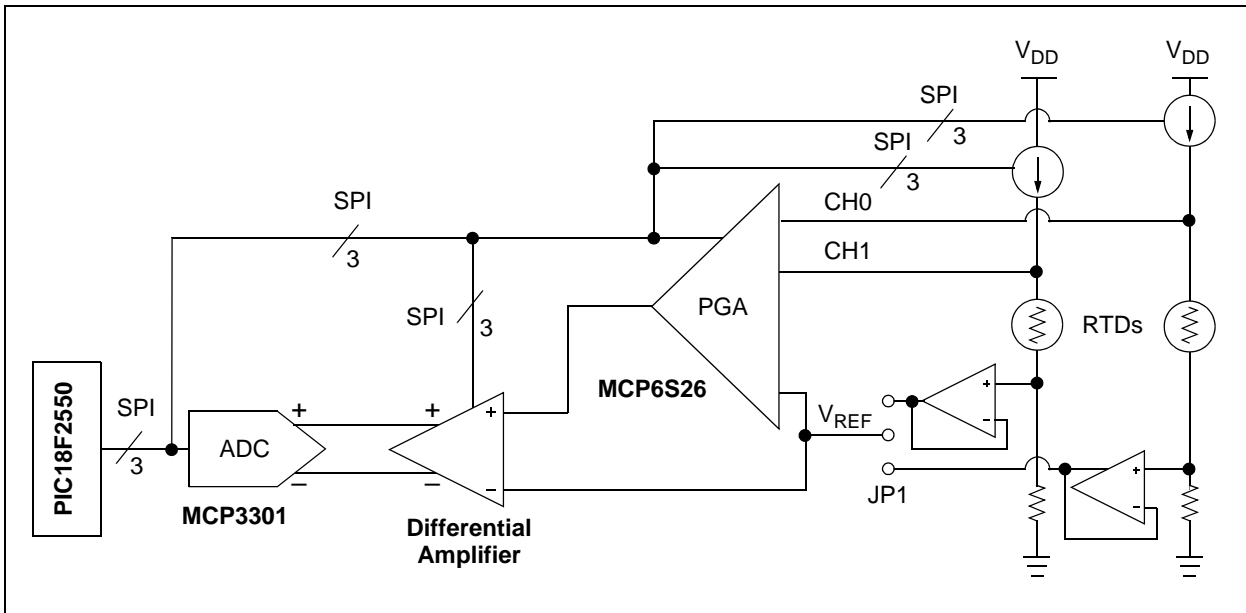 V_DD
V_DD
SPI
3
SPI
3
SPI
3
CH0
CH1
SPI
3
PGA
RTDs
MCP6S26
PIC18F2550
SPI
3
ADC
+
−
+
−
+
−
V_REF
+
-
+
-
JP1
MCP3301
Differential
Amplifier